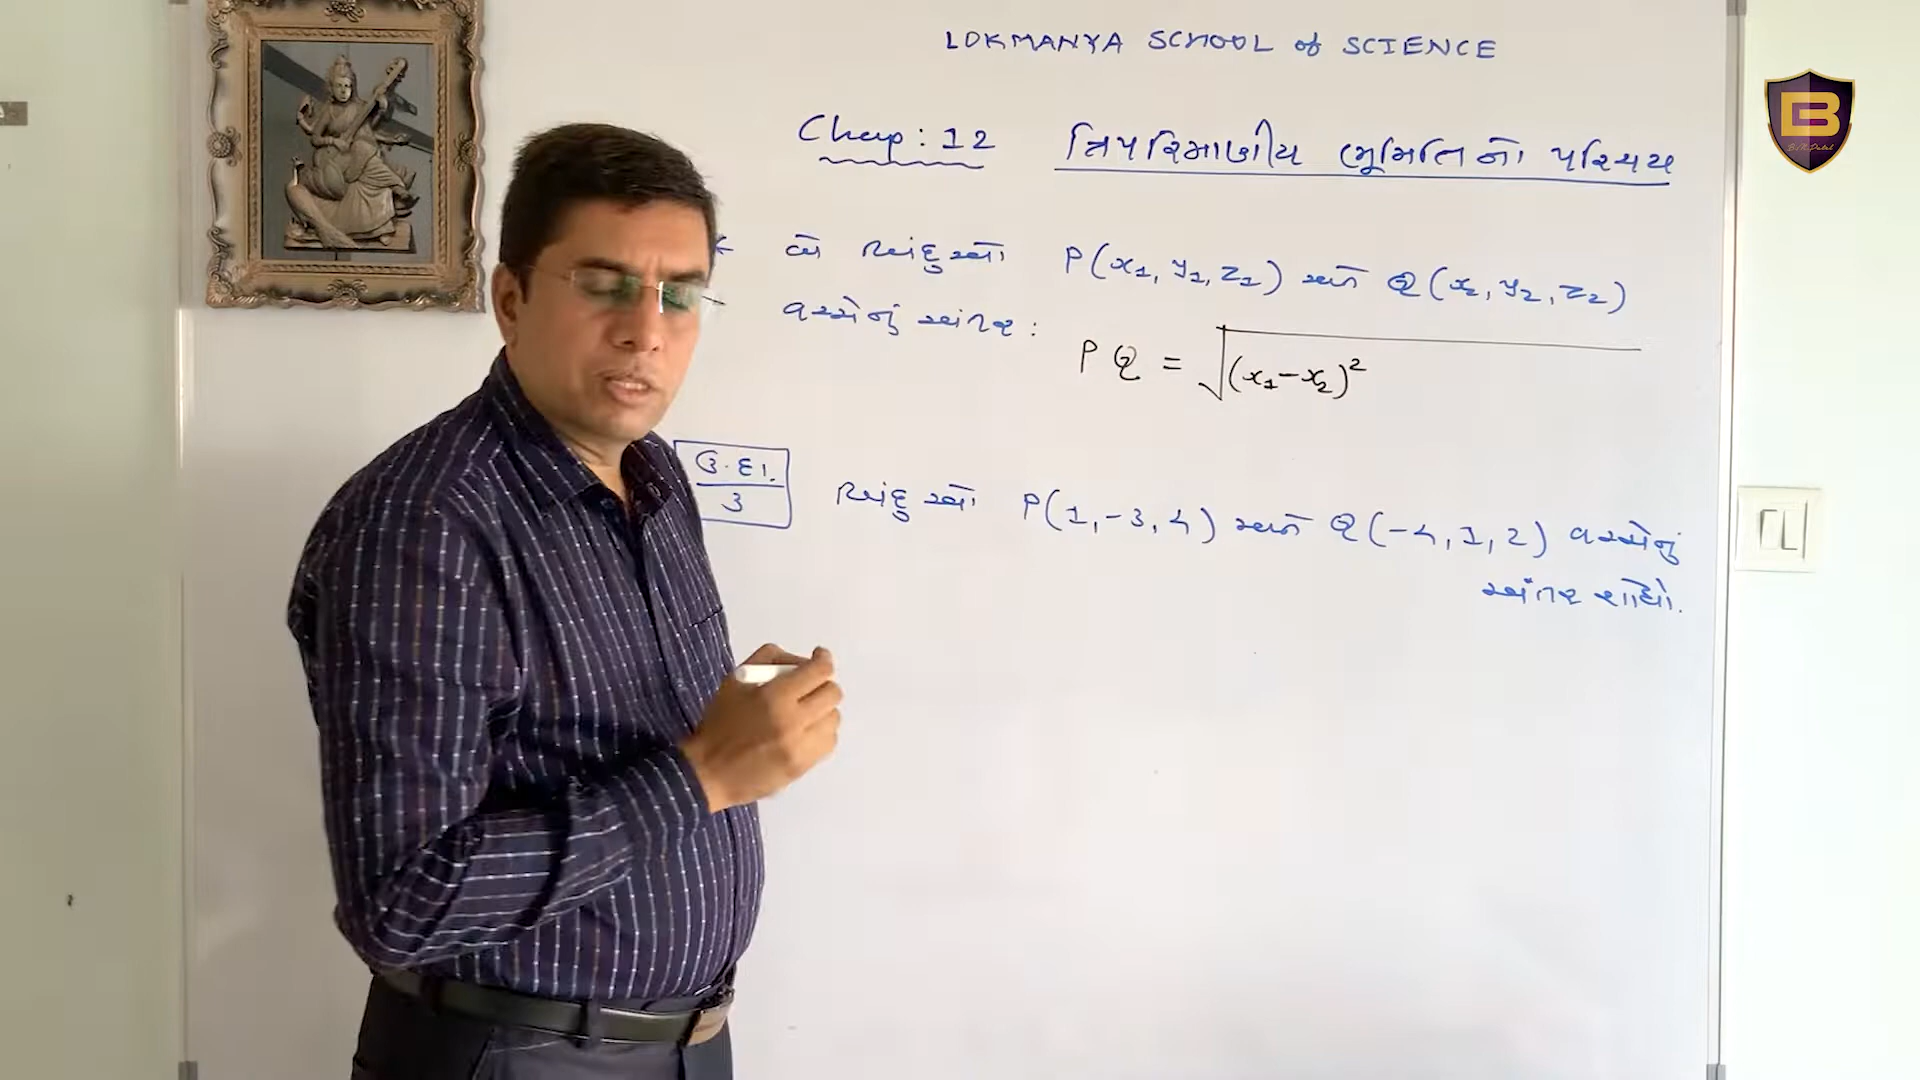 LOKMANYA SCHOOL of SCIENCE
Chap : 12 ત્રિપરિમાણીય ભૂમિતિનો પરિચય
બે બિંદુઓ P(x₁, y₁, z₁) અને Q(x₂, y₂, z₂)
વચ્ચેનું અંતર :
PQ = √(x₁-x₂)²
ઉ.દા. 3 બિંદુઓ P(1, -3, 4) અને Q(-4, 1, 2) વચ્ચેનું
અંતર શોધો.
B